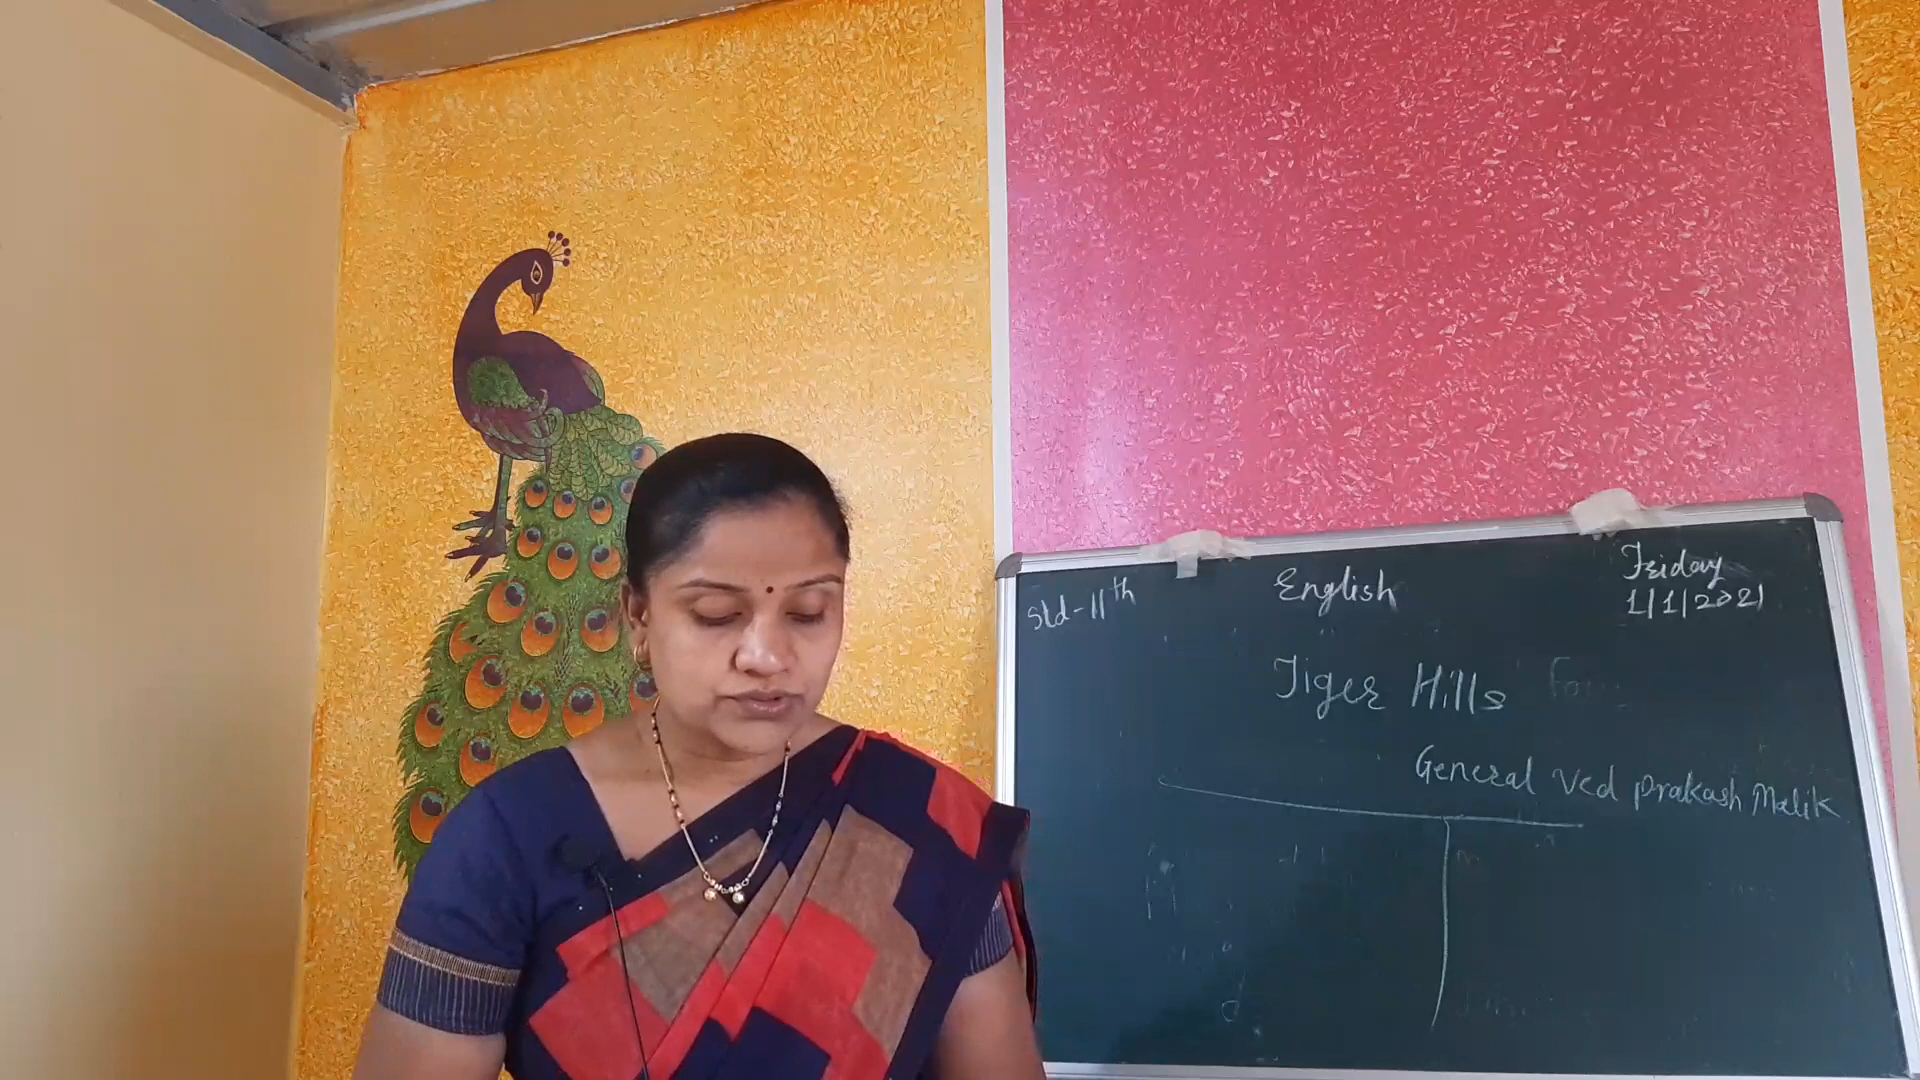 Std-11th English Friday
1/1/2021
Tiger Hills
General Ved Prakash Malik